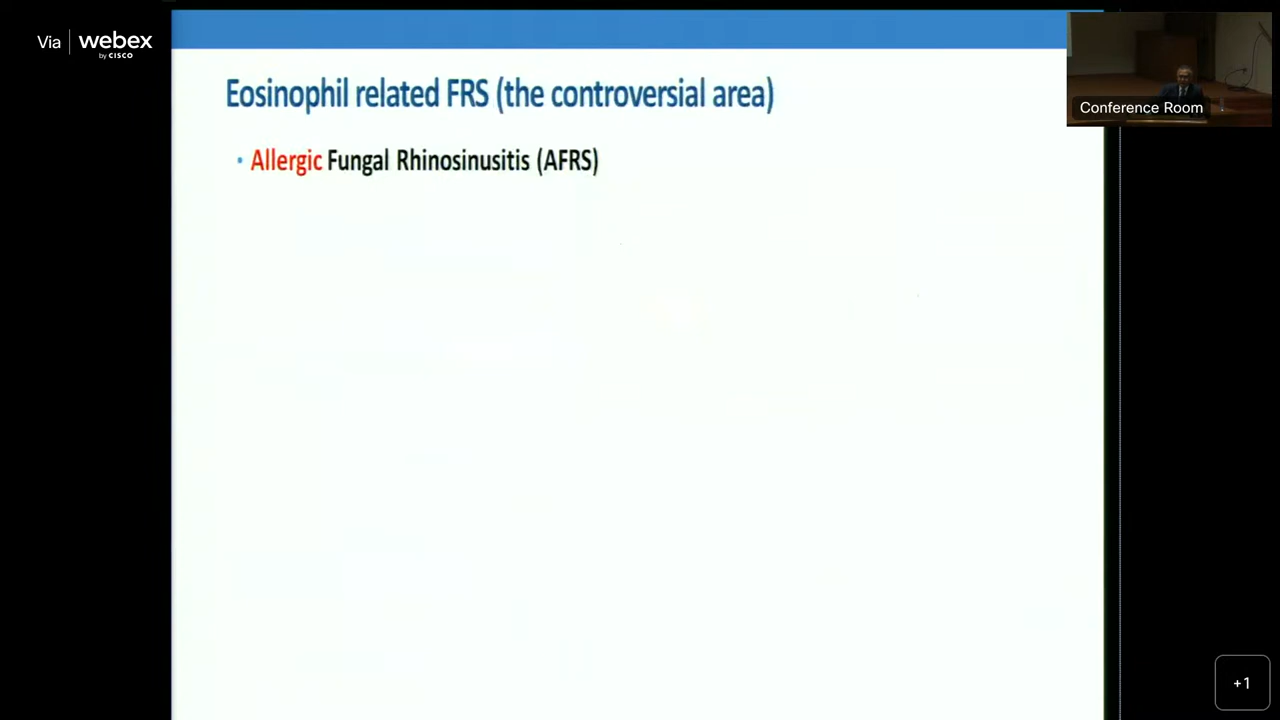 Via
webex
by CISCO
Eosinophil related FRS (the controversial area)
• Allergic Fungal Rhinosinusitis (AFRS)
Conference Room
+1